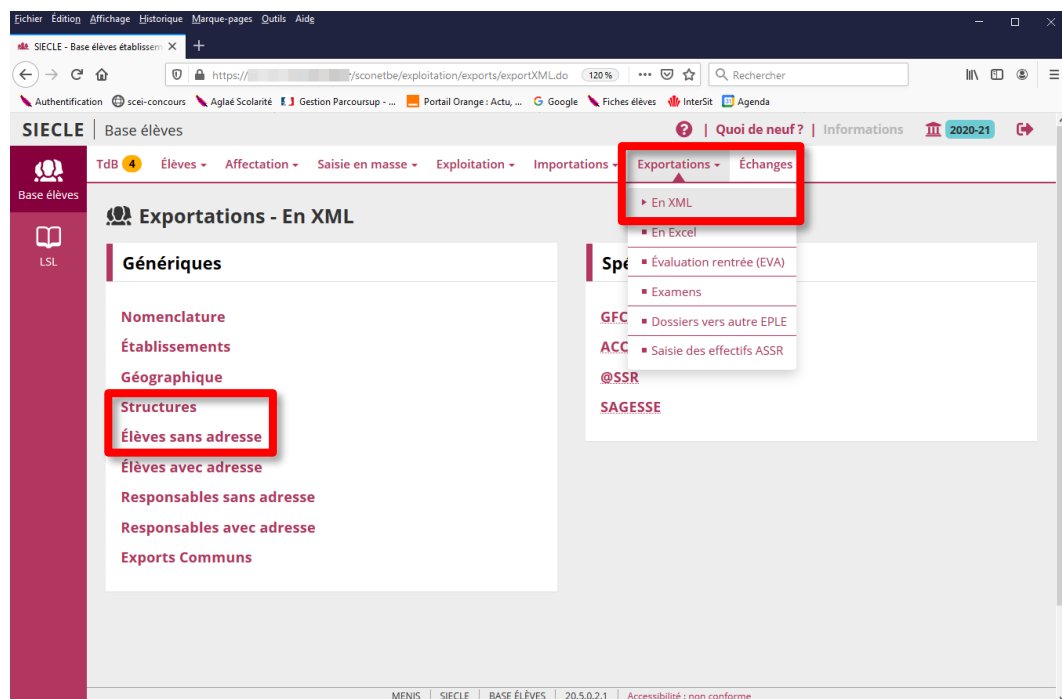 Fichier Édition Affichage Historique Marque-pages Outils Aide
SIECLE - Base élèves établissem
https:// /sconetbe/exploitation/exports/exportXML.do 120 % Rechercher
Authentification scei-concours Aglaé Scolarité Gestion Parcoursup - ... Portail Orange : Actu, ... Google Fiches élèves InterSit Agenda
SIECLE | Base élèves ? | Quoi de neuf ? | Informations 2020-21
TdB 4 Élèves Affectation Saisie en masse Exploitation Importations Exportations Échanges
Base élèves
LSL
Exportations - En XML
En XML
En Excel
Évaluation rentrée (EVA)
Examens
Dossiers vers autre EPLE
Saisie des effectifs ASSR
Génériques
Nomenclature
Établissements
Géographique
Structures
Élèves sans adresse
Élèves avec adresse
Responsables sans adresse
Responsables avec adresse
Exports Communs
Spé
GFC
ACC
@SSR
SAGESSE
MENJS | SIECLE | BASE ÉLÈVES | 20.5.0.2.1 | Accessibilité : non conforme